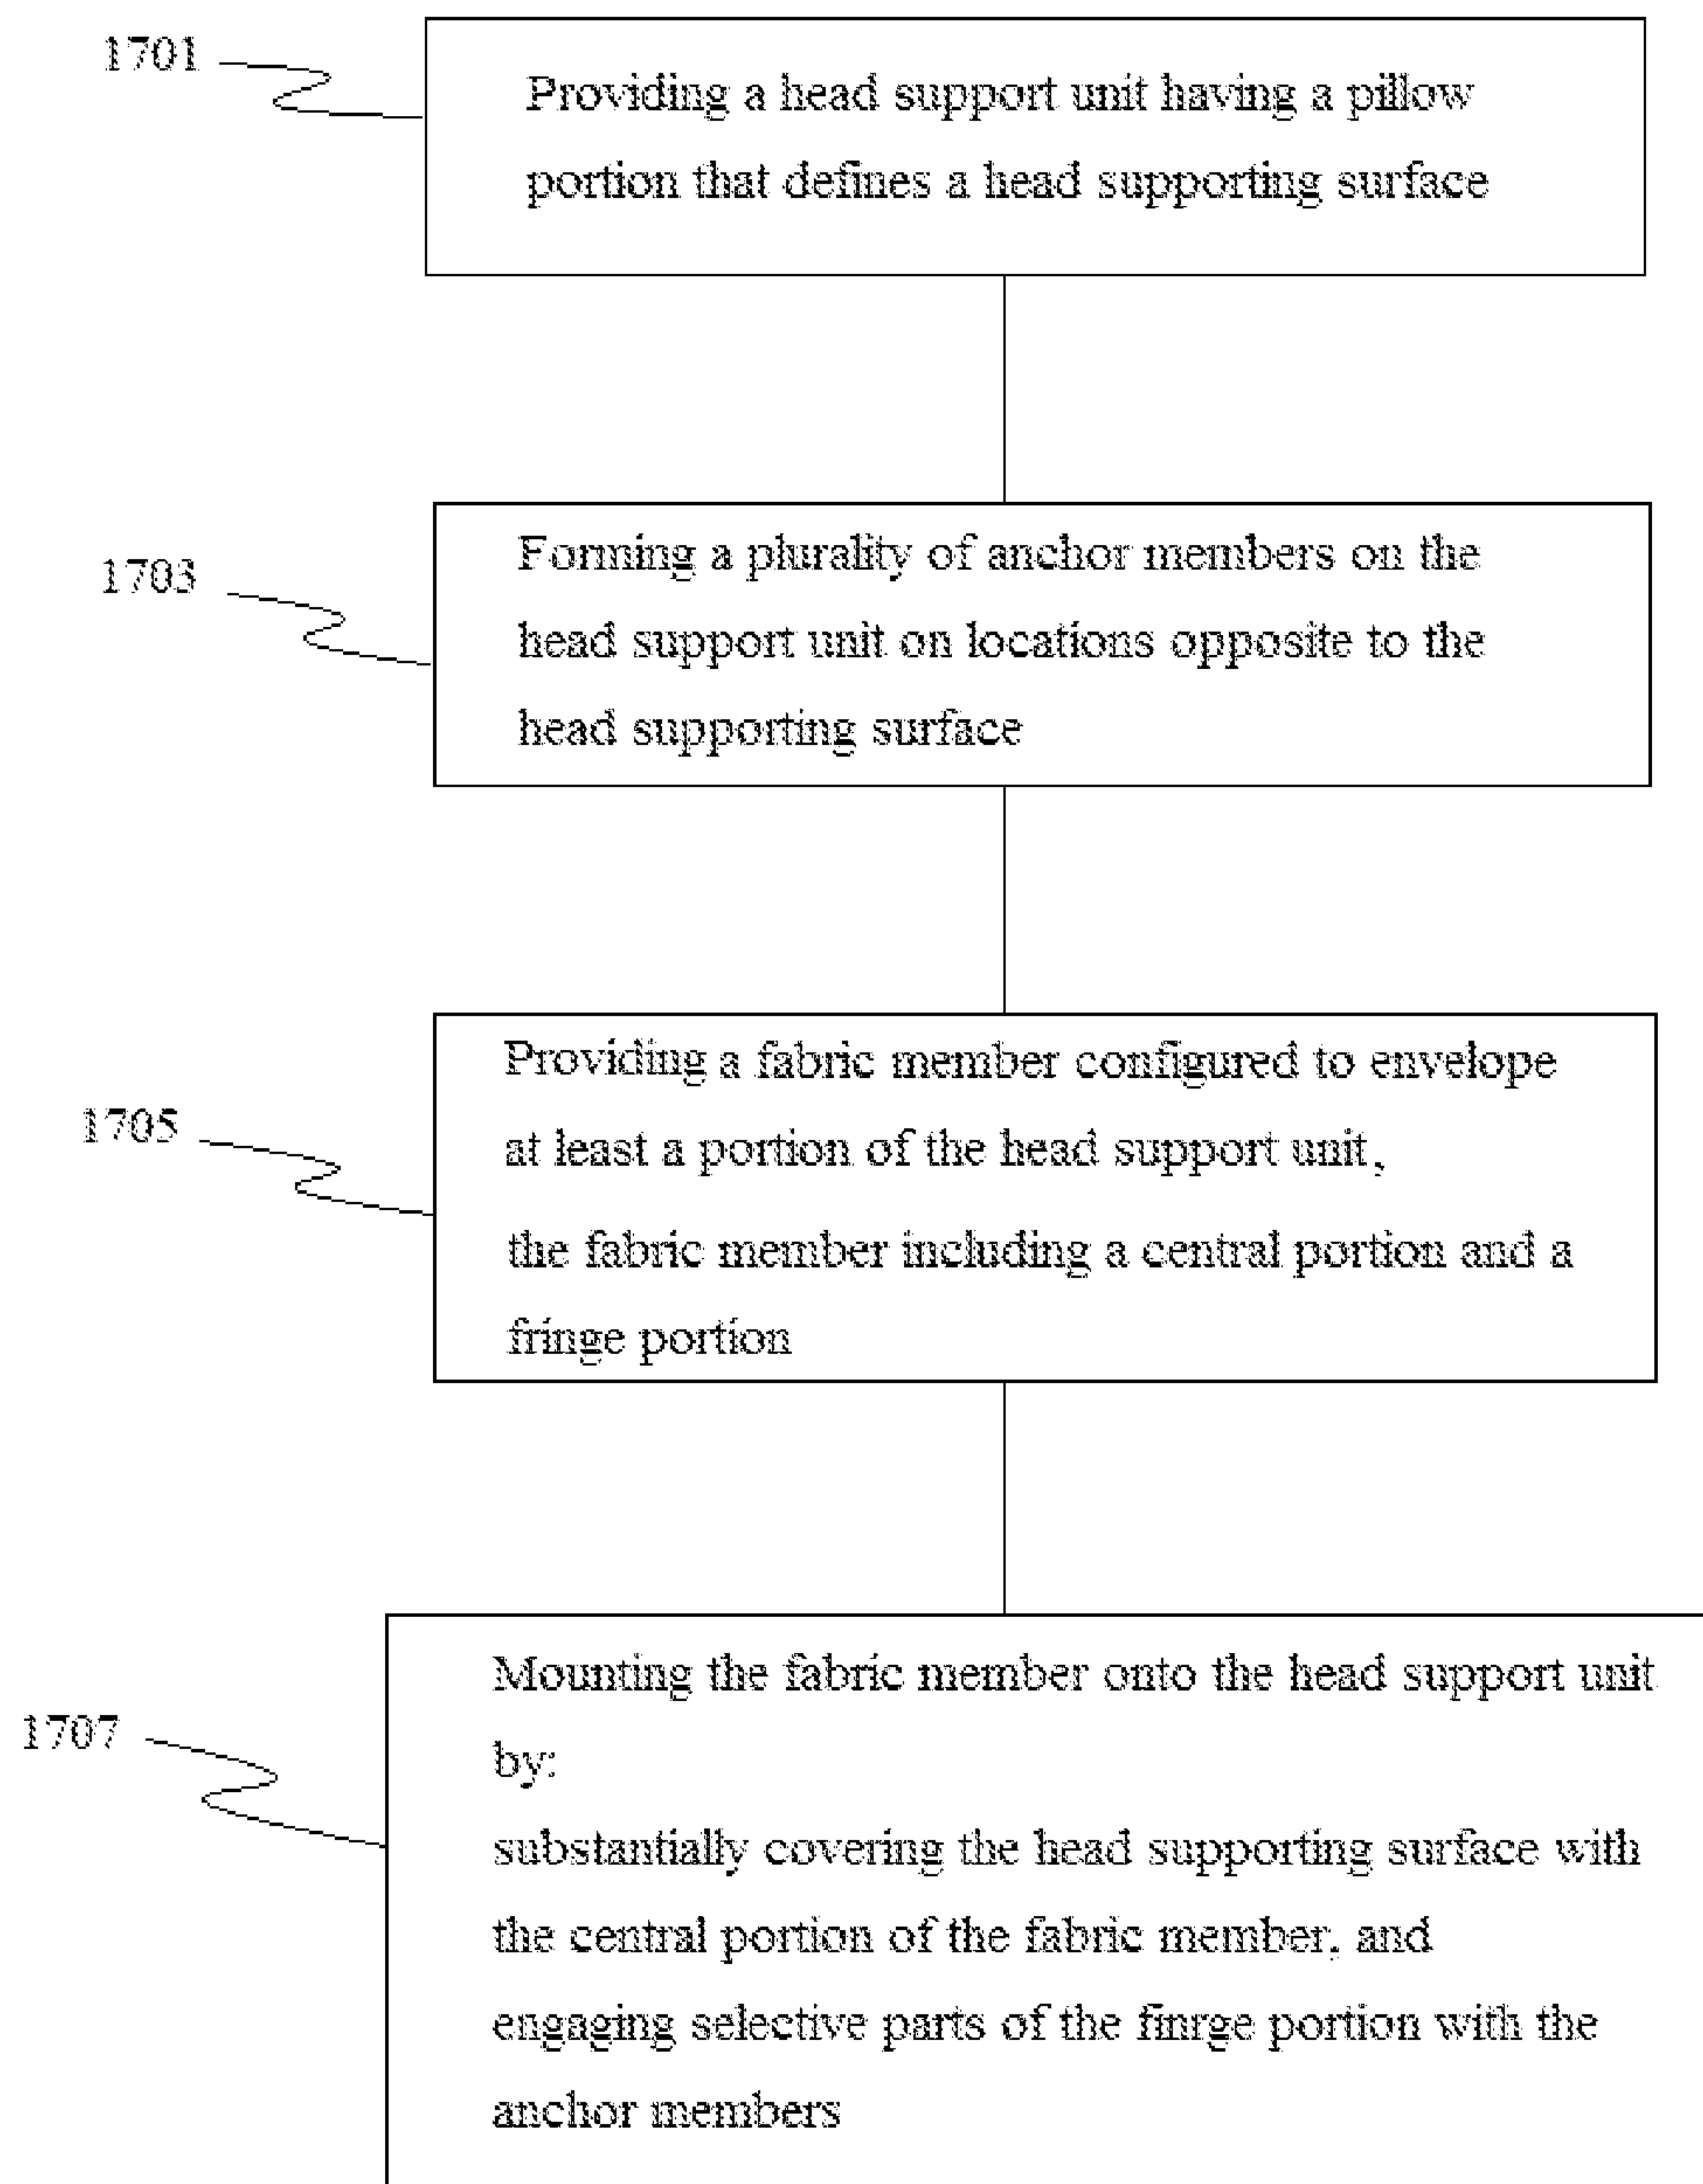 1701
Providing a head support unit having a pillow
portion that defines a head supporting surface
1703
Forming a plurality of anchor members on the
head support unit on locations opposite to the
head supporting surface
1705
Providing a fabric member configured to envelope
at least a portion of the head support unit,
the fabric member including a central portion and a
fringe portion
1707
Mounting the fabric member onto the head support unit
by:
substantially covering the head supporting surface with
the central portion of the fabric member, and
engaging selective parts of the finrge portion with the
anchor members